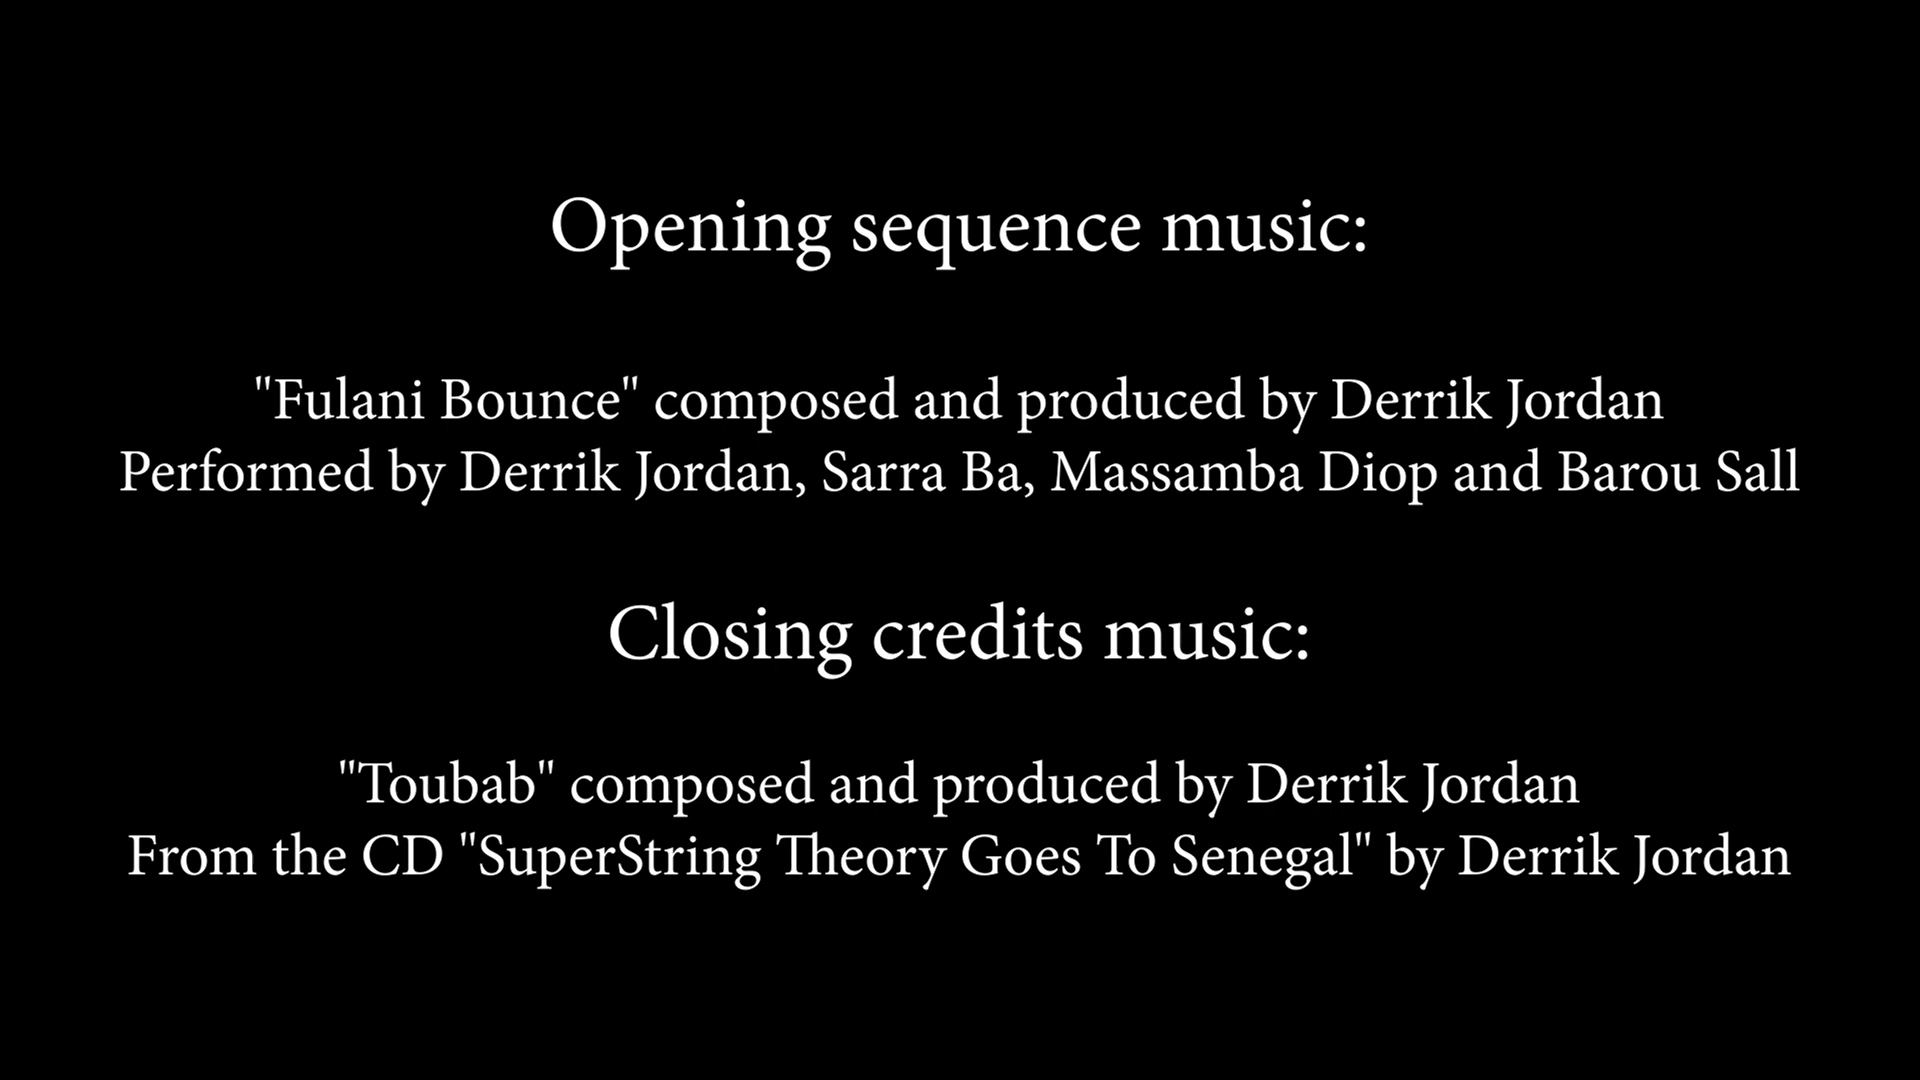 Opening sequence music:
"Fulani Bounce" composed and produced by Derrik Jordan
Performed by Derrik Jordan, Sarra Ba, Massamba Diop and Barou Sall
Closing credits music:
"Toubab" composed and produced by Derrik Jordan
From the CD "SuperString Theory Goes To Senegal" by Derrik Jordan